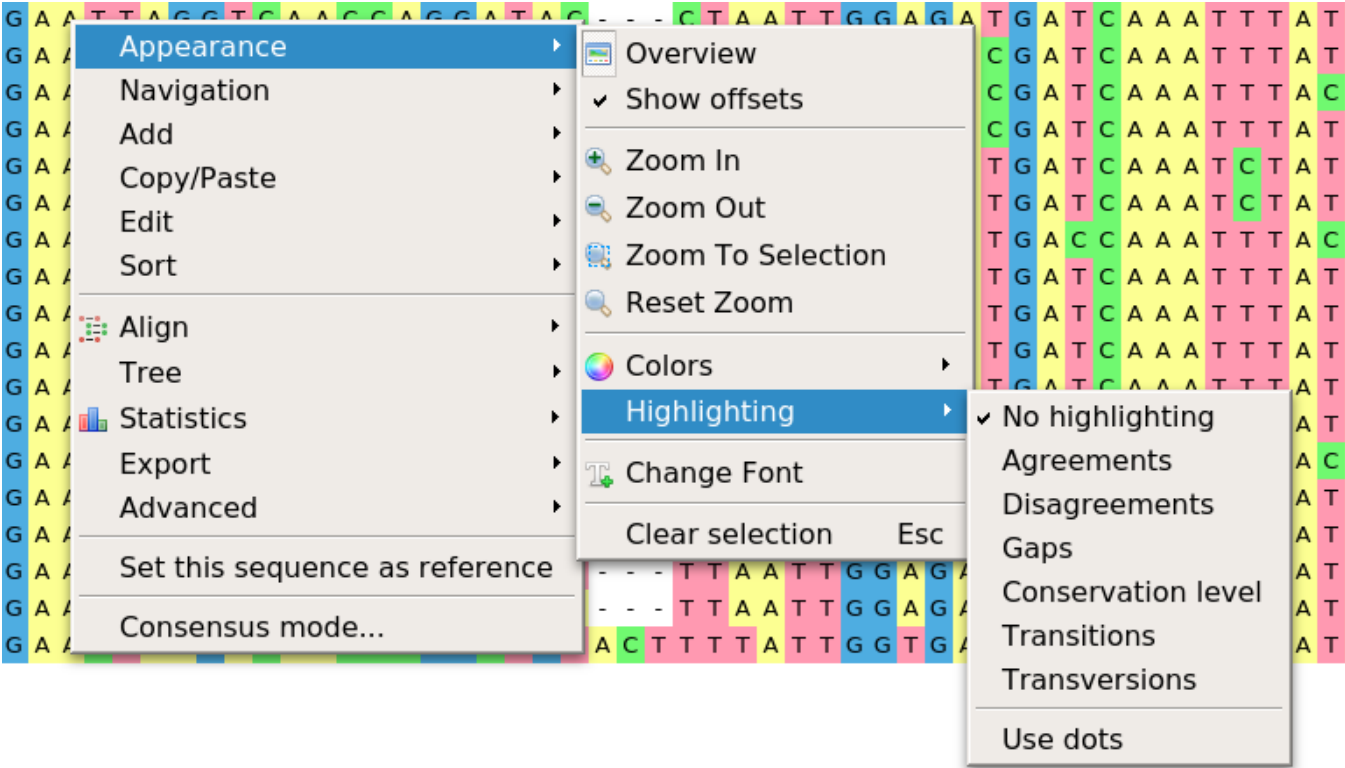 G A A T T A G G T C A A C C A G G A T A C - - - C T A A T T G G A G A T G A T C A A A T T T A T
G A A C G A T C A A A T T T A T
G A A C G A T C A A A T T T A C
G A A C G A T C A A A T T T A T
G A A T G A T C A A A T C T A T
G A A T G A T C A A A T C T A T
G A A T G A C C A A A T T T A C
G A A T G A T C A A A T T T A T
G A A T G A T C A A A T T T A T
G A A T G A T C A A A T T T A T
G A A T G A T C A A A T T T A T
G A A A T
G A A A C
G A A A T
G A A A T
G A A - - - T T A A T T G G A G A A T
G A A - - - T T A A T T G G A G A A T
G A A A C T T T T A T T G G T G A A T
Appearance
Navigation
Add
Copy/Paste
Edit
Sort
Align
Tree
Statistics
Export
Advanced
Set this sequence as reference
Consensus mode...
Overview
Show offsets
Zoom In
Zoom Out
Zoom To Selection
Reset Zoom
Colors
Highlighting
Change Font
Clear selection Esc
No highlighting
Agreements
Disagreements
Gaps
Conservation level
Transitions
Transversions
Use dots